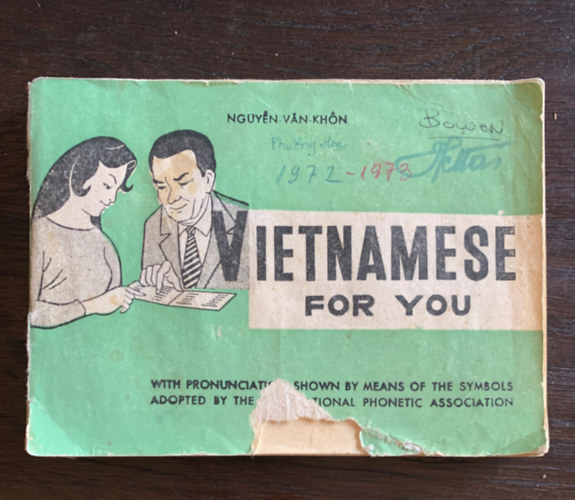 NGUYỄN-VĂN-KHÔN
Bowen
1972-1973
VIETNAMESE
FOR YOU
WITH PRONUNCIATI SHOWN BY MEANS OF THE SYMBOLS
ADOPTED BY THE TIONAL PHONETIC ASSOCIATION